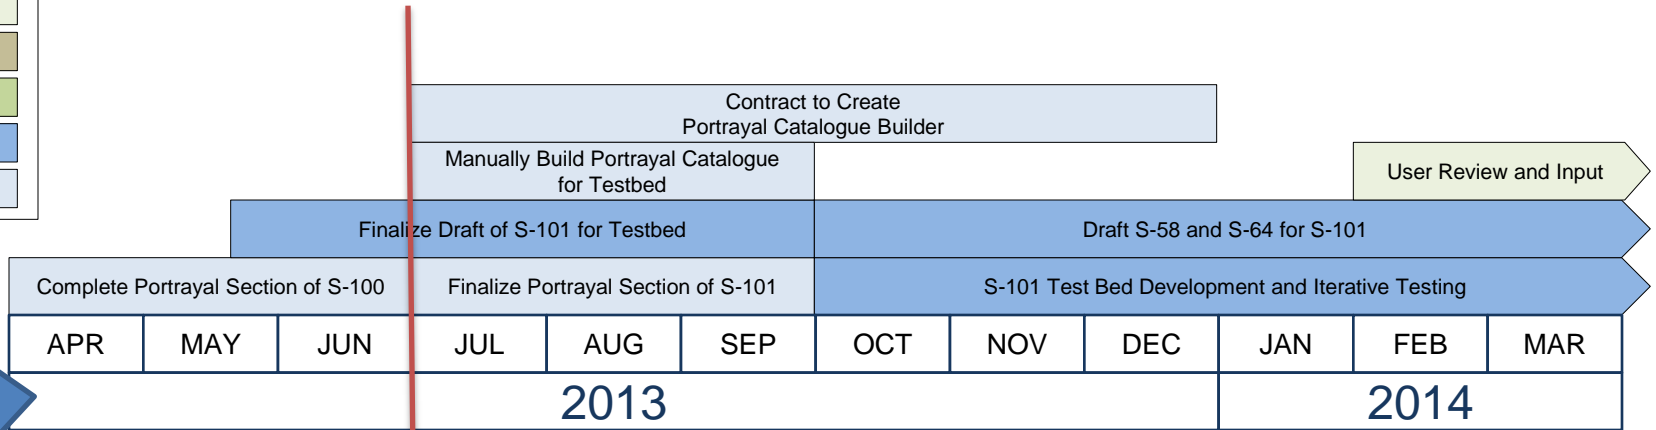 Contract to Create
Portrayal Catalogue Builder
Manually Build Portrayal Catalogue
for Testbed
User Review and Input
Finalize Draft of S-101 for Testbed
Draft S-58 and S-64 for S-101
Complete Portrayal Section of S-100
Finalize Portrayal Section of S-101
S-101 Test Bed Development and Iterative Testing
APR MAY JUN JUL AUG SEP OCT NOV DEC JAN FEB MAR
2013 2014